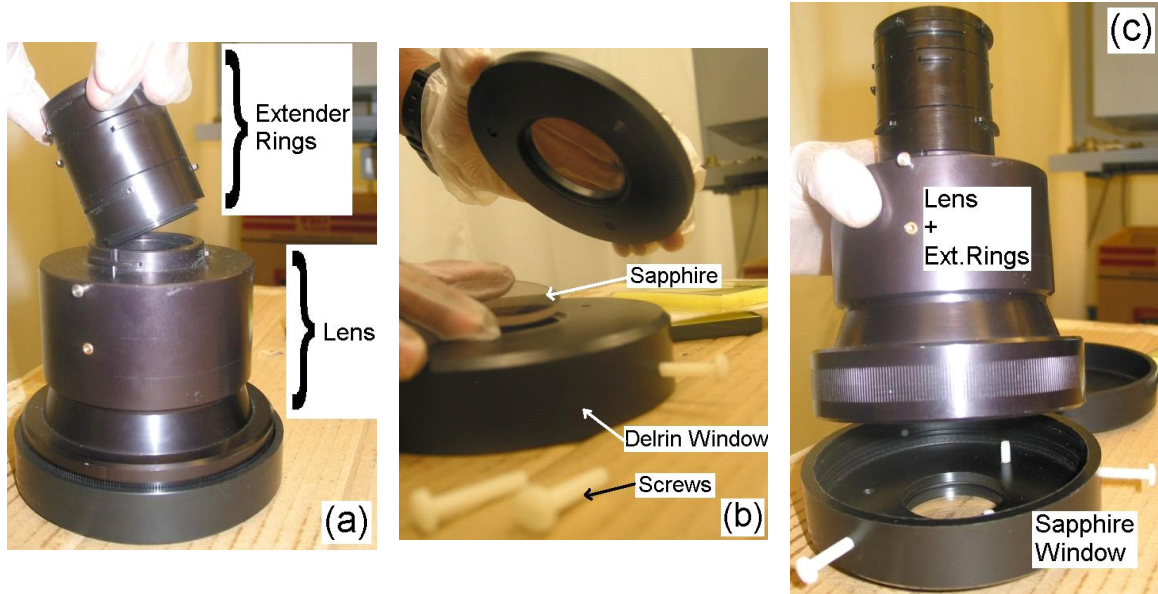 Extender
Rings
Lens
(a)
Sapphire
Delrin Window
Screws
(b)
(c)
Lens
+
Ext.Rings
Sapphire
Window